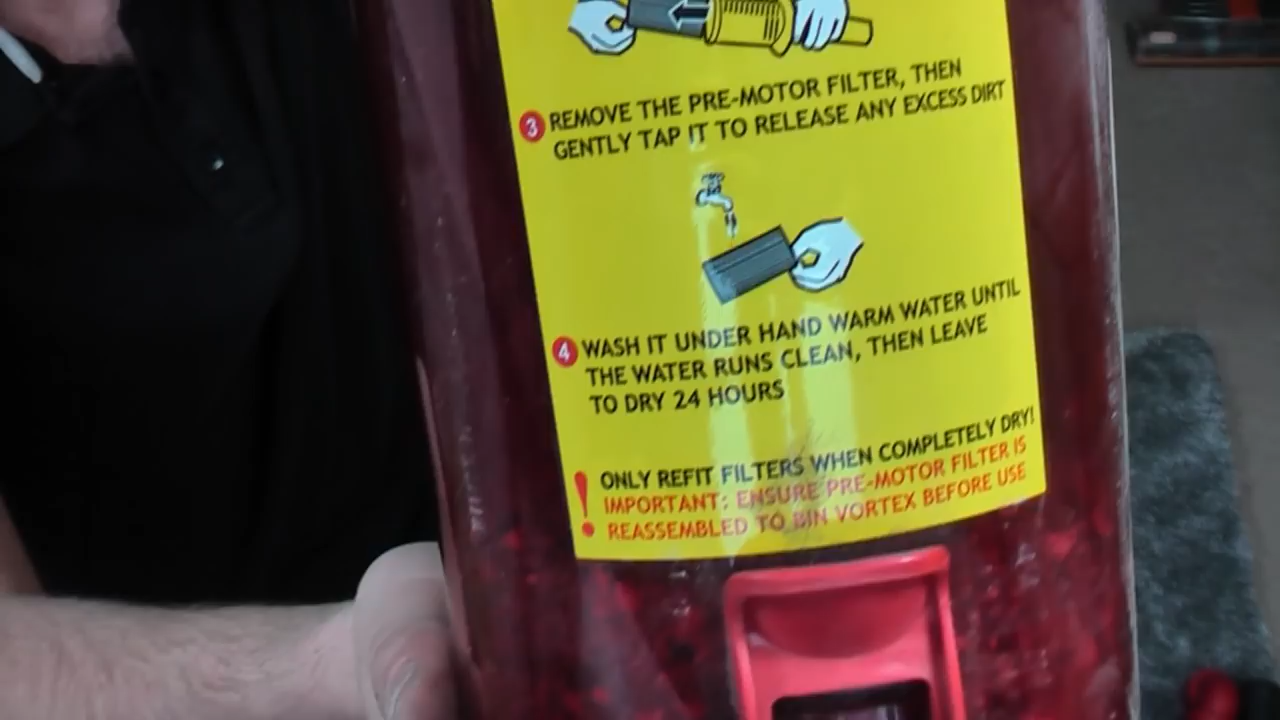 3 REMOVE THE PRE-MOTOR FILTER, THEN
GENTLY TAP IT TO RELEASE ANY EXCESS DIRT
4 WASH IT UNDER HAND WARM WATER UNTIL
THE WATER RUNS CLEAN, THEN LEAVE
TO DRY 24 HOURS
! ONLY REFIT FILTERS WHEN COMPLETELY DRY!
IMPORTANT: ENSURE PRE-MOTOR FILTER IS
REASSEMBLED TO BIN VORTEX BEFORE USE